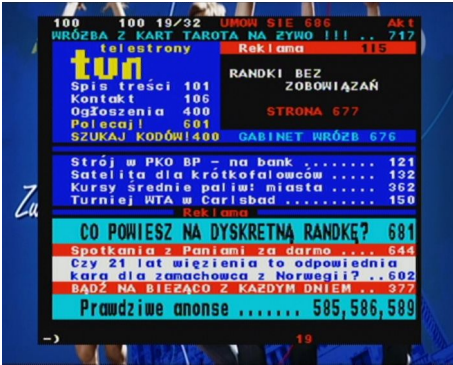 100 100 19/32 UMÓW SIE 686 Akt
WRÓŻBA Z KART TAROTA NA ŻYWO !!! .. 717
telestrony
tvn
Reklama 1/5
RANDKI BEZ
ZOBOWIĄZAŃ
STRONA 677
Spis treści 101
Kontakt 106
Ogłoszenia 400
Polecaj! 601
SZUKAJ KODÓW!400 GABINET WRÓŻB 676
Strój w PKO BP – na bank ........ 121
Satelita dla krótkofalowców ..... 132
Kursy średnie paliw: miasta ..... 362
Turniej WTA w Carlsbad .......... 150
Reklama
CO POWIESZ NA DYSKRETNĄ RANDKĘ? 681
Spotkania z Paniami za darmo ... 644
Czy 21 lat więzienia to odpowiednia
kara dla zamachowca z Norwegii? ..602
BĄDŹ NA BIEŻĄCO Z KAŻDYM DNIEM .. 377
Prawdziwe anonse ....... 585,586,589
–) 19